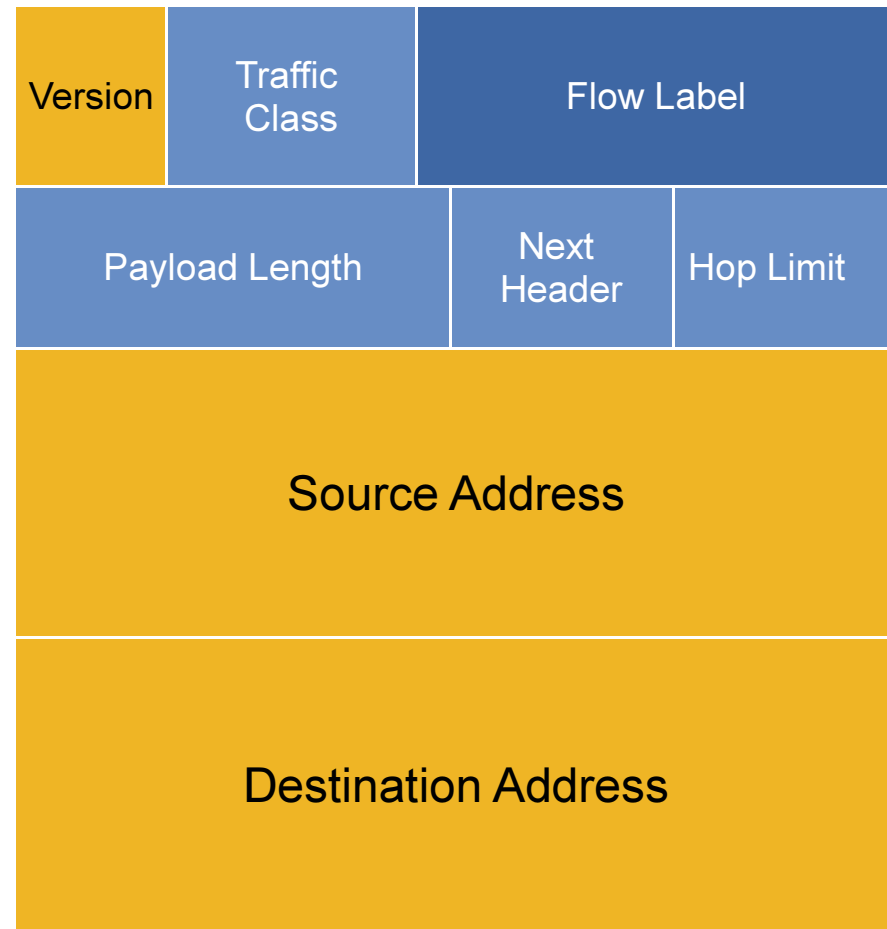 Version
Traffic
Class
Flow Label
Payload Length
Next
Header
Hop Limit
Source Address
Destination Address